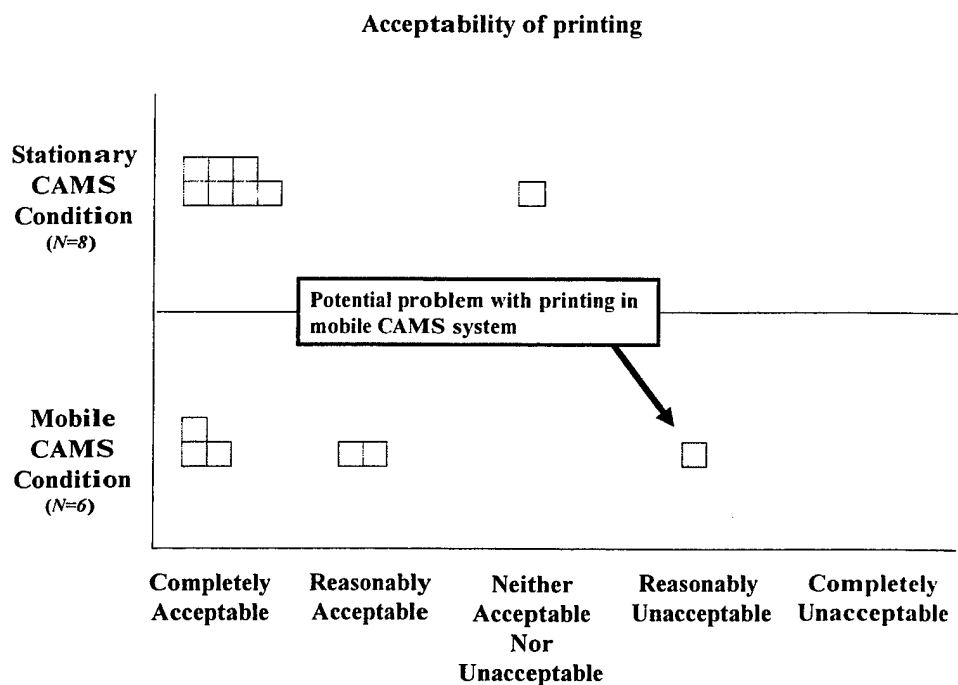 Acceptability of printing
Stationary
CAMS
Condition
(N=8)
Potential problem with printing in
mobile CAMS system
Mobile
CAMS
Condition
(N=6)
Completely
Acceptable
Reasonably
Acceptable
Neither
Acceptable
Nor
Unacceptable
Reasonably
Unacceptable
Completely
Unacceptable